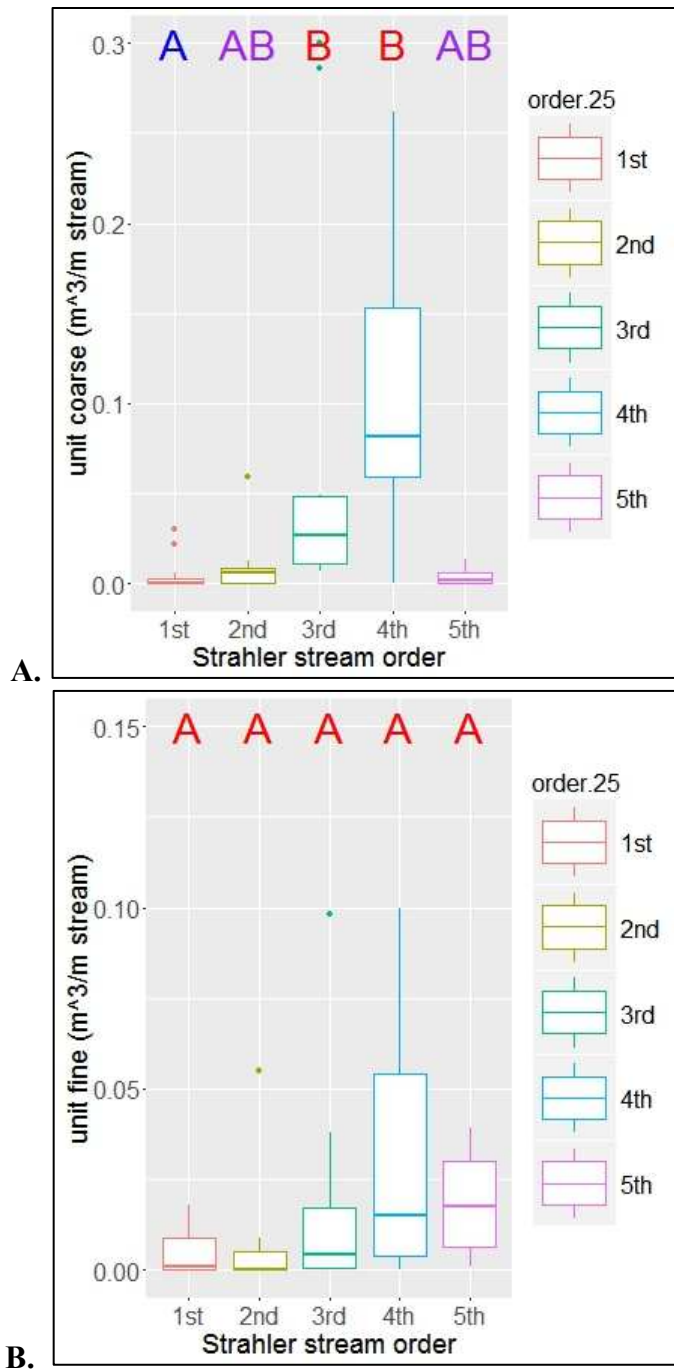 A AB B B AB
0.3
0.2
0.1
0.0
unit coarse (m^3/m stream)
1st 2nd 3rd 4th 5th
Strahler stream order
order.25
1st
2nd
3rd
4th
5th
A.
A A A A A
0.15
0.10
0.05
0.00
unit fine (m^3/m stream)
1st 2nd 3rd 4th 5th
Strahler stream order
order.25
1st
2nd
3rd
4th
5th
B.